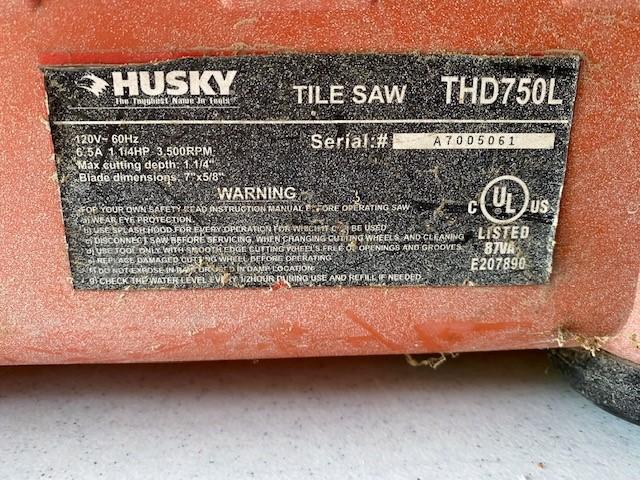 HUSKY
The Toughest Name In Tools
TILE SAW
THD750L
120V~ 60Hz
6.5A 1 1/4HP 3,500RPM
Max cutting depth: 1.1/4"
Blade dimensions: 7"x5/8"
Serial:# A7005061
WARNING
FOR YOUR OWN SAFETY READ INSTRUCTION MANUAL BEFORE OPERATING SAW
a) WEAR EYE PROTECTION.
b) USE SPLASH HOOD FOR EVERY OPERATION FOR WHICH IT CAN BE USED
c) DISCONNECT SAW BEFORE SERVICING, WHEN CHANGING CUTTING WHEELS, AND CLEANING
d) USE TOOL ONLY WITH SMOOTH EDGE CUTTING WHEELS FREE OF OPENINGS AND GROOVES.
e) REPLACE DAMAGED CUTTING WHEEL BEFORE OPERATING
f) DO NOT EXPOSE IN RAIN OR USED IN DAMP LOCATION.
g) CHECK THE WATER LEVEL EVERY 1/2HOUR DURING USE AND REFILL IF NEEDED.
C UL US
LISTED
87VA
E207890